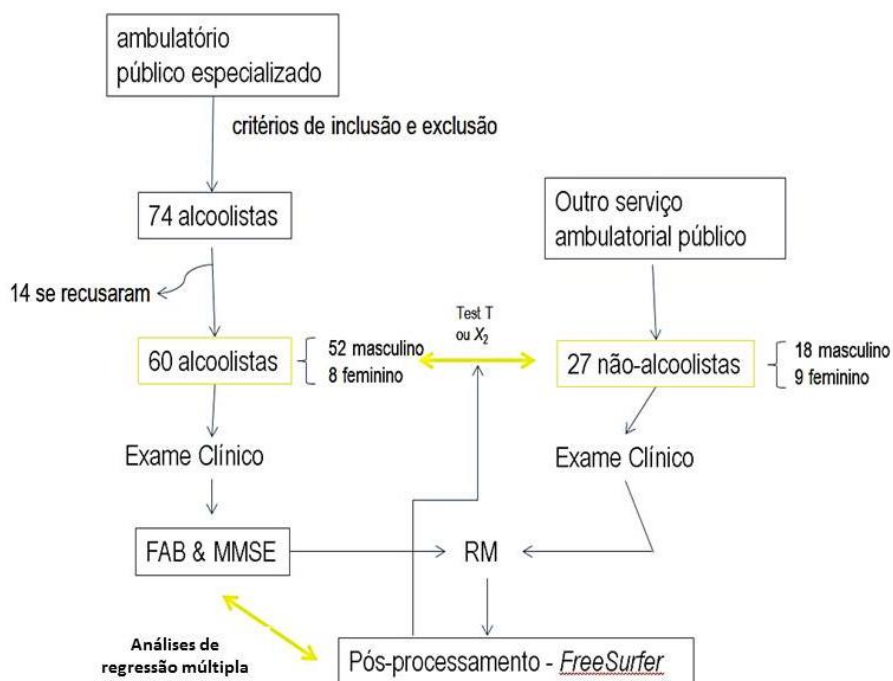 ambulatório
público especializado
critérios de inclusão e exclusão
74 alcoolistas
Outro serviço
ambulatorial público
14 se recusaram
Test T
ou X₂
60 alcoolistas
52 masculino
8 feminino
27 não-alcoolistas
18 masculino
9 feminino
Exame Clínico
Exame Clínico
FAB & MMSE
RM
Análises de
regressão múltipla
Pós-processamento - FreeSurfer